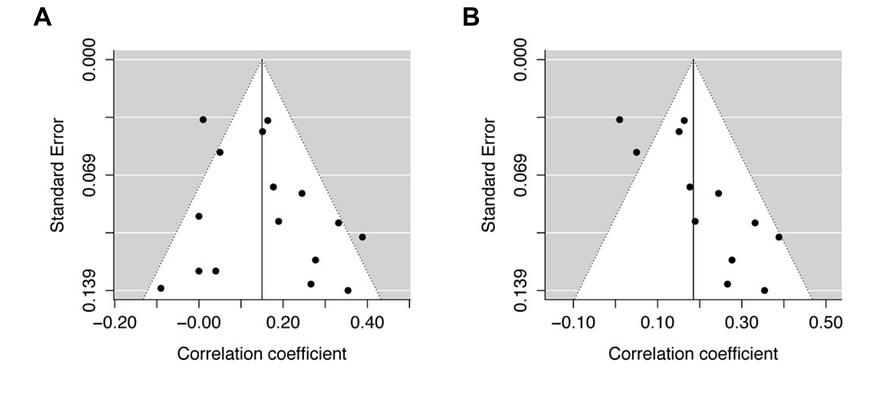 A
B
0.000
0.069
0.139
Standard Error
−0.20
−0.00
0.20
0.40
Correlation coefficient
0.000
0.069
0.139
Standard Error
−0.10
0.10
0.30
0.50
Correlation coefficient